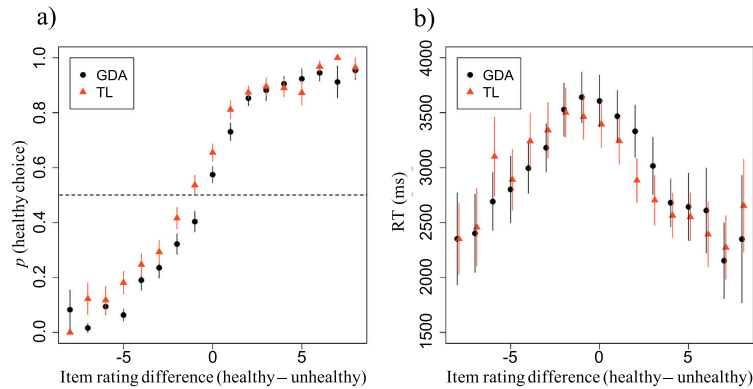 a)
b)
GDA
TL
p (healthy choice)
0.0 0.2 0.4 0.6 0.8 1.0
-5 0 5
Item rating difference (healthy – unhealthy)
GDA
TL
RT (ms)
1500 2000 2500 3000 3500 4000
-5 0 5
Item rating difference (healthy – unhealthy)